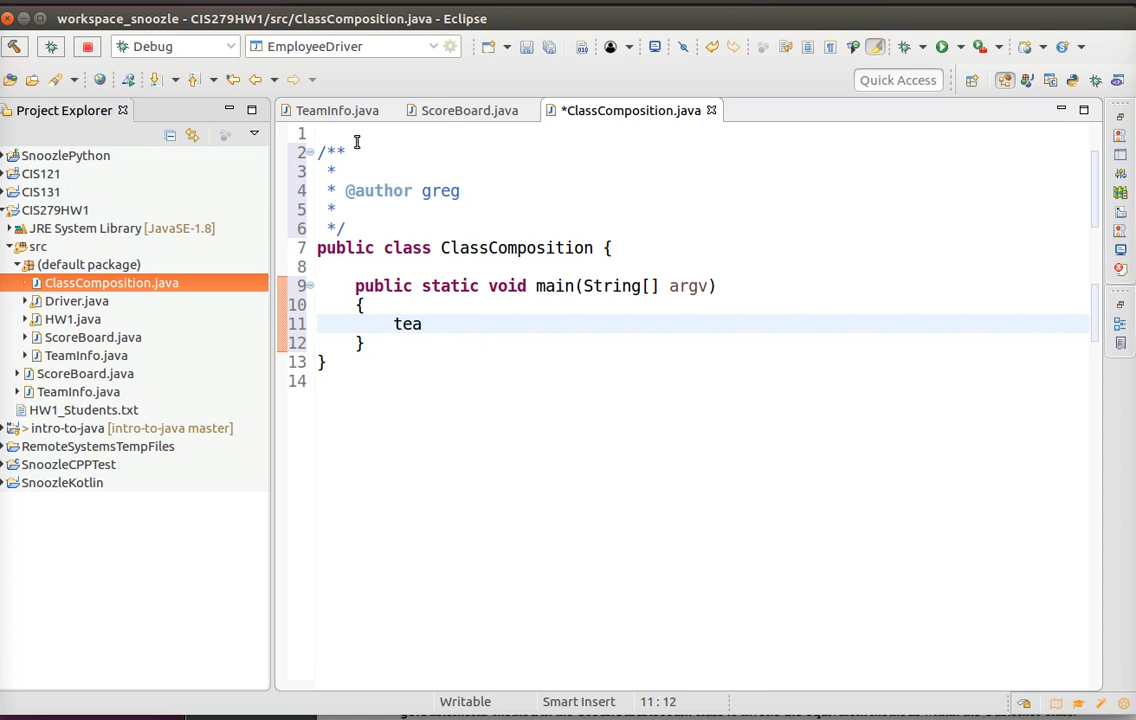 workspace_snoozle - CIS279HW1/src/ClassComposition.java - Eclipse
Debug
EmployeeDriver
Quick Access
Project Explorer
TeamInfo.java
ScoreBoard.java
*ClassComposition.java
SnoozlePython
CIS121
CIS131
CIS279HW1
JRE System Library [JavaSE-1.8]
src
(default package)
ClassComposition.java
Driver.java
HW1.java
ScoreBoard.java
TeamInfo.java
ScoreBoard.java
TeamInfo.java
HW1_Students.txt
> intro-to-java [intro-to-java master]
RemoteSystemsTempFiles
SnoozleCPPTest
SnoozleKotlin
1
2 /**
3 *
4 * @author greg
5 *
6 */
7 public class ClassComposition {
8
9 public static void main(String[] argv)
10 {
11 tea
12 }
13 }
14
Writable
Smart Insert
11 : 12